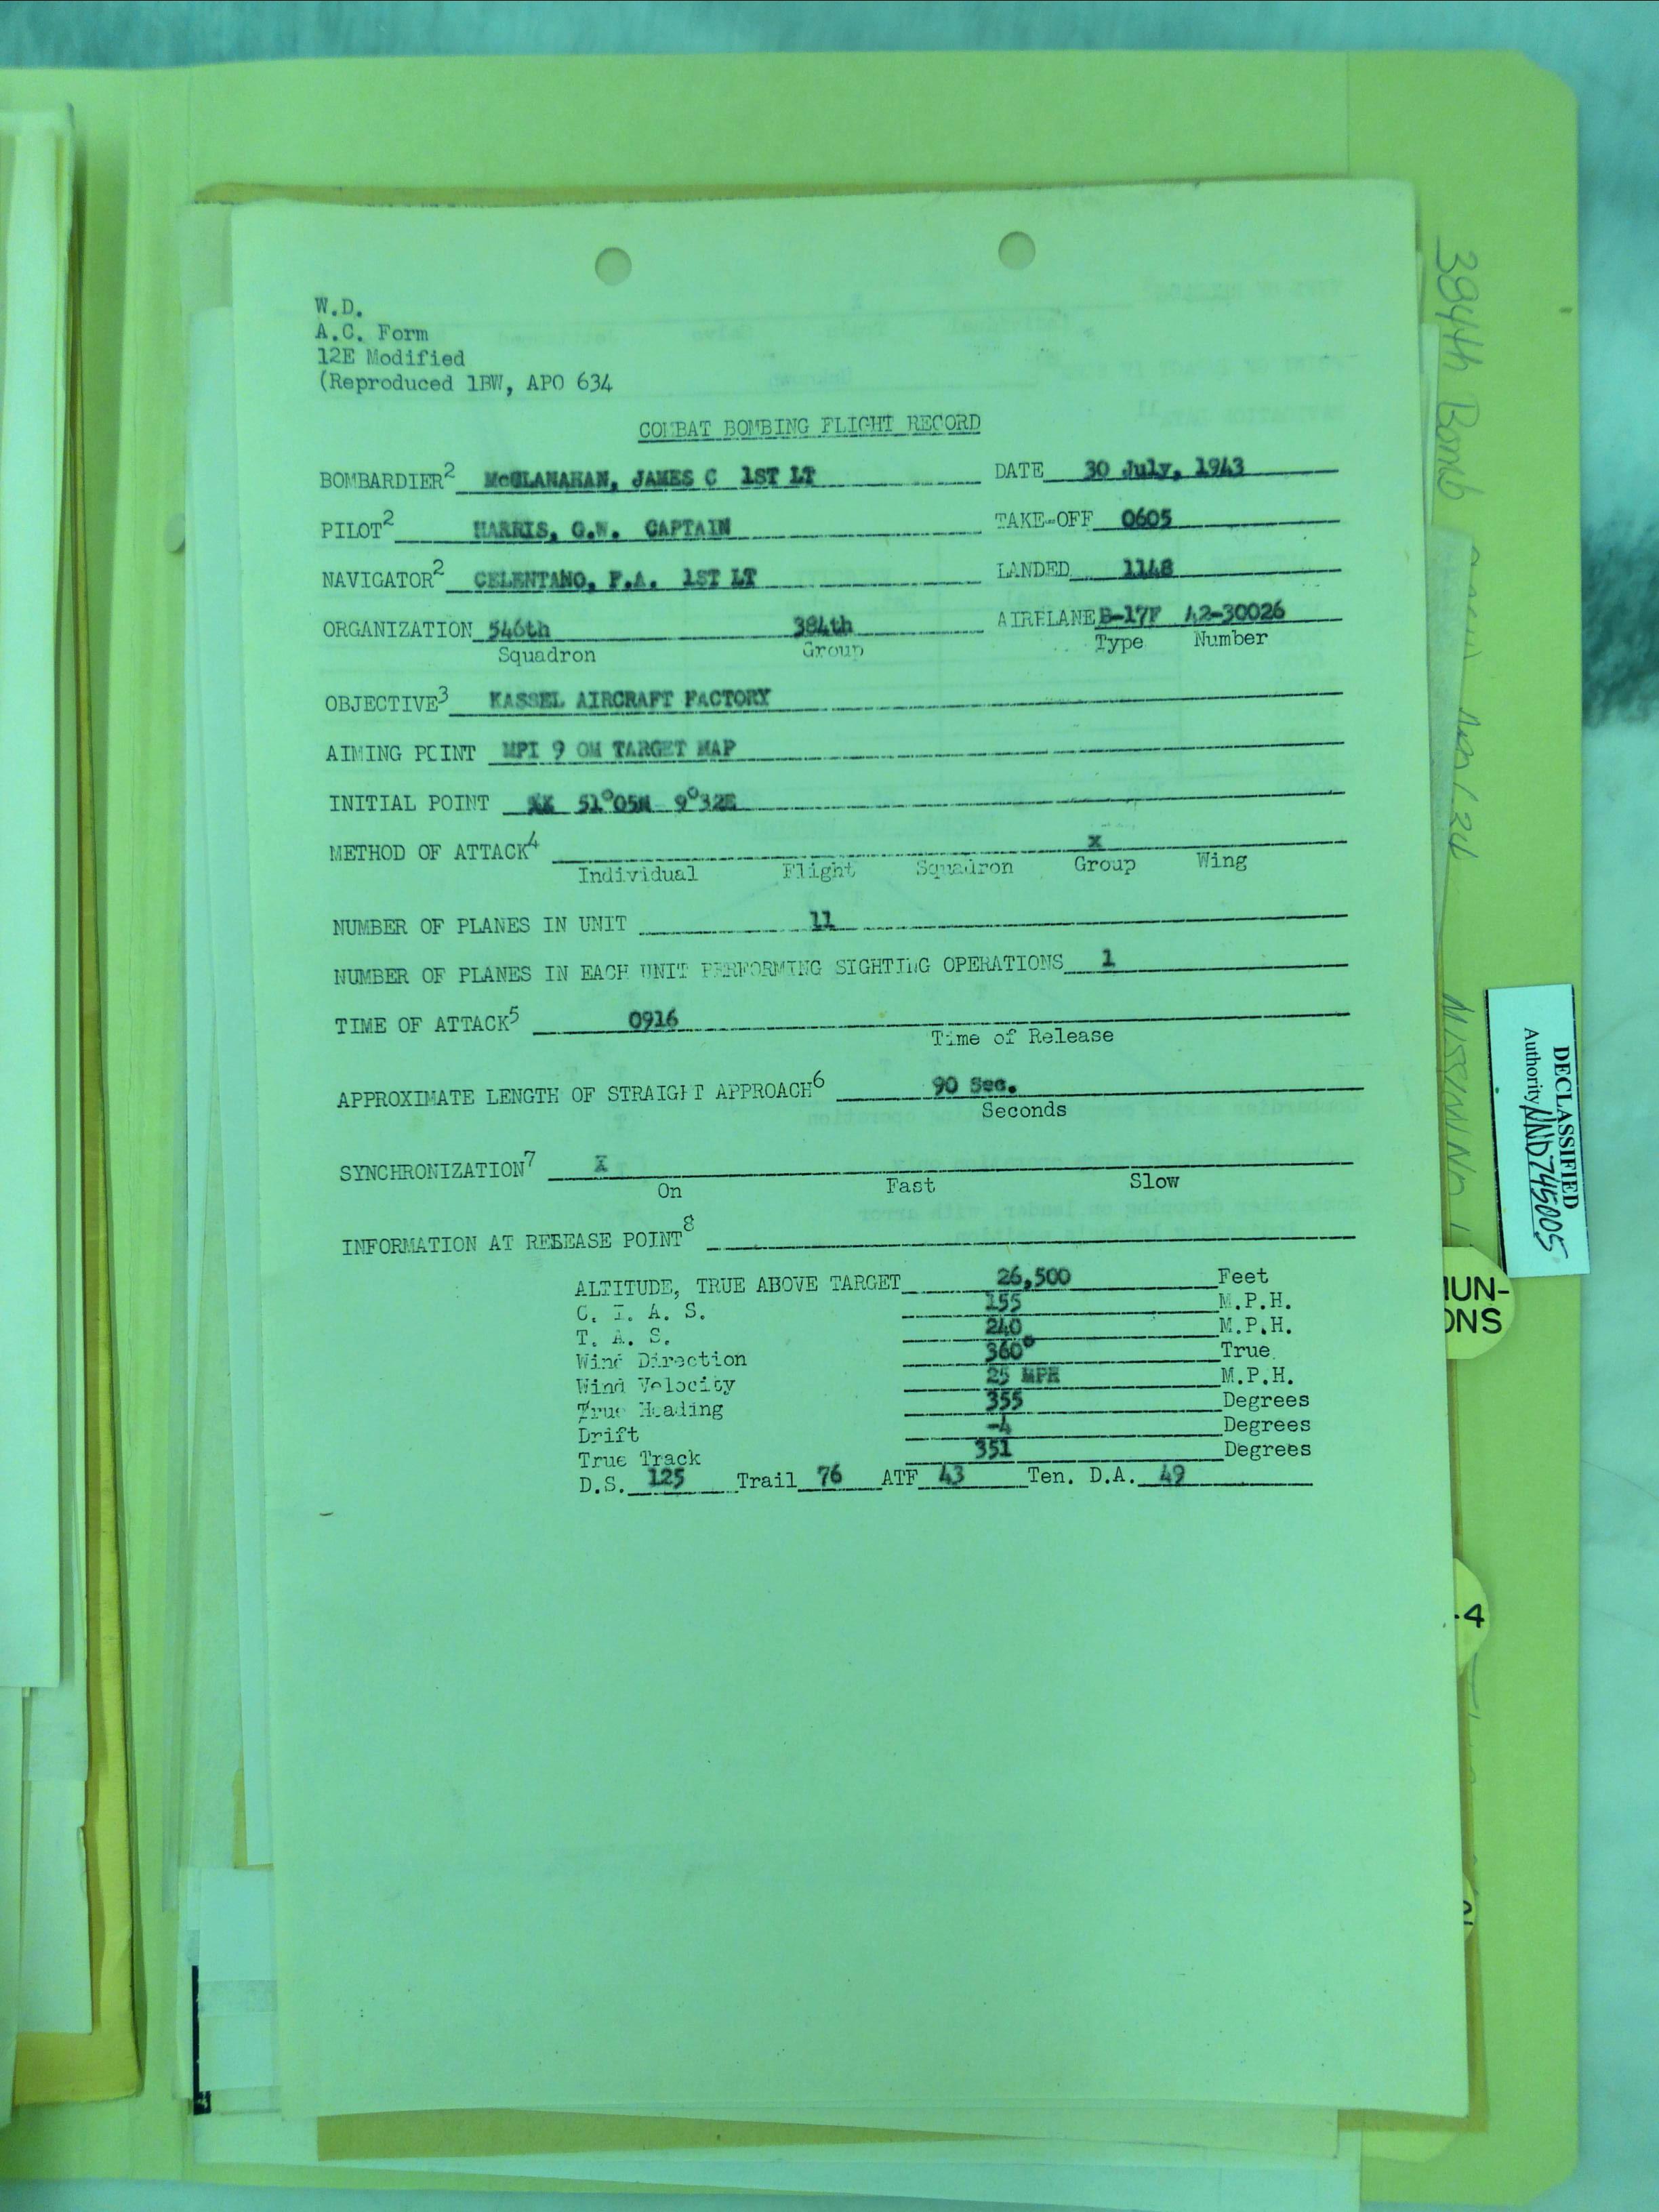 W.D.
A.C. Form
12E Modified
(Reproduced 1BW, APO 634
COMBAT BOMBING FLIGHT RECORD
BOMBARDIER2 McCLANAHAN, JAMES C 1ST LT DATE 30 July, 1943
PILOT2 HARRIS, G.W. CAPTAIN TAKE-OFF 0605
NAVIGATOR2 CELENTANO, F.A. 1ST LT LANDED 1148
ORGANIZATION 546th 384th AIRPLANE B-17F 42-30026
Squadron Group Type Number
OBJECTIVE3 KASSEL AIRCRAFT FACTORY
AIMING POINT MPI 9 OM TARGET MAP
INITIAL POINT XX 51°05N 9°32E
METHOD OF ATTACK4 x
Individual Flight Squadron Group Wing
NUMBER OF PLANES IN UNIT 11
NUMBER OF PLANES IN EACH UNIT PERFORMING SIGHTING OPERATIONS 1
TIME OF ATTACK5 0916
Time of Release
APPROXIMATE LENGTH OF STRAIGHT APPROACH6 90 Sec.
Seconds
SYNCHRONIZATION7 X
On Fast Slow
INFORMATION AT RELEASE POINT8
ALTITUDE, TRUE ABOVE TARGET 26,500 Feet
C. I. A. S. 155 M.P.H.
T. A. S. 240 M.P.H.
Wind Direction 360° True
Wind Velocity 25 MPH M.P.H.
True Heading 355 Degrees
Drift -4 Degrees
True Track 351 Degrees
D.S. 125 Trail 76 ATF 43 Ten. D.A. 49
384th Bomb
DECLASSIFIED
Authority NND745005
MUN-
ONS
-4